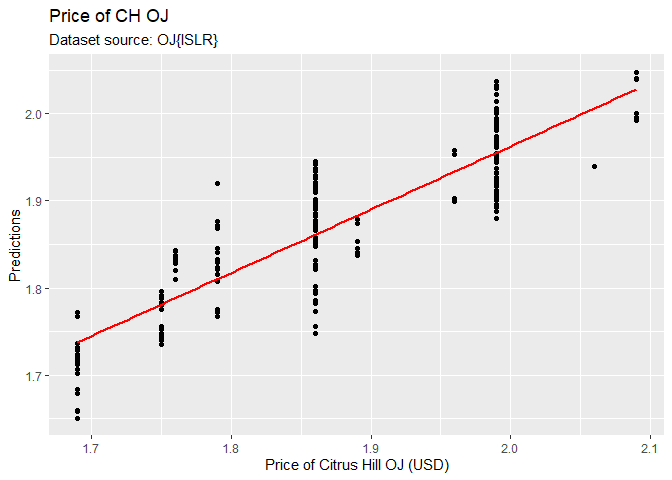 Price of CH OJ
Dataset source: OJ{ISLR}
2.0
1.9
1.8
1.7
Predictions
1.7 1.8 1.9 2.0 2.1
Price of Citrus Hill OJ (USD)